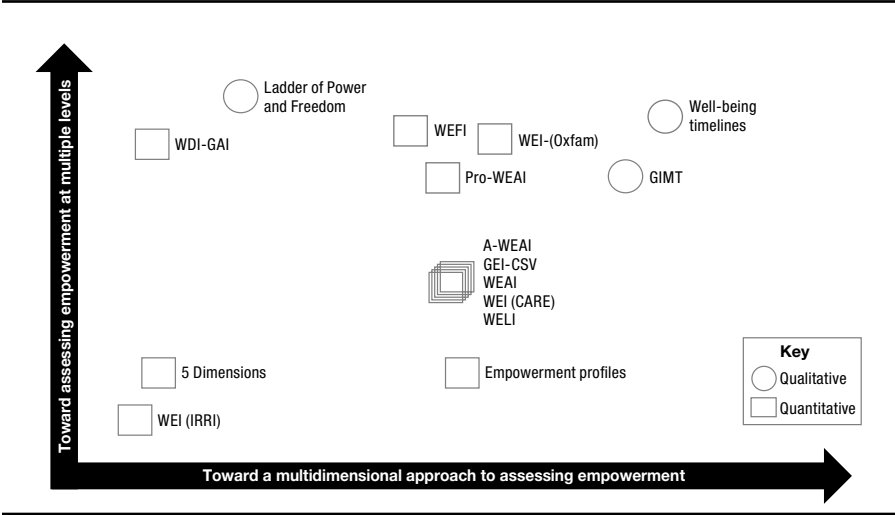 Toward assessing empowerment at multiple levels
Ladder of Power
and Freedom
Well-being
timelines
WDI-GAI
WEFI
WEI-(Oxfam)
Pro-WEAI
GIMT
A-WEAI
GEI-CSV
WEAI
WEI (CARE)
WELI
5 Dimensions
Empowerment profiles
WEI (IRRI)
Key
Qualitative
Quantitative
Toward a multidimensional approach to assessing empowerment